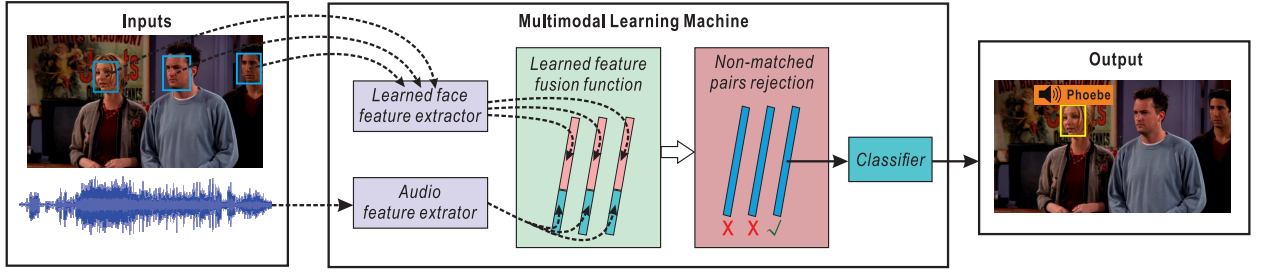 Inputs
Multimodal Learning Machine
Learned face
feature extractor
Audio
feature extrator
Learned feature
fusion function
Non-matched
pairs rejection
X X ✓
Classifier
Output
Phoebe